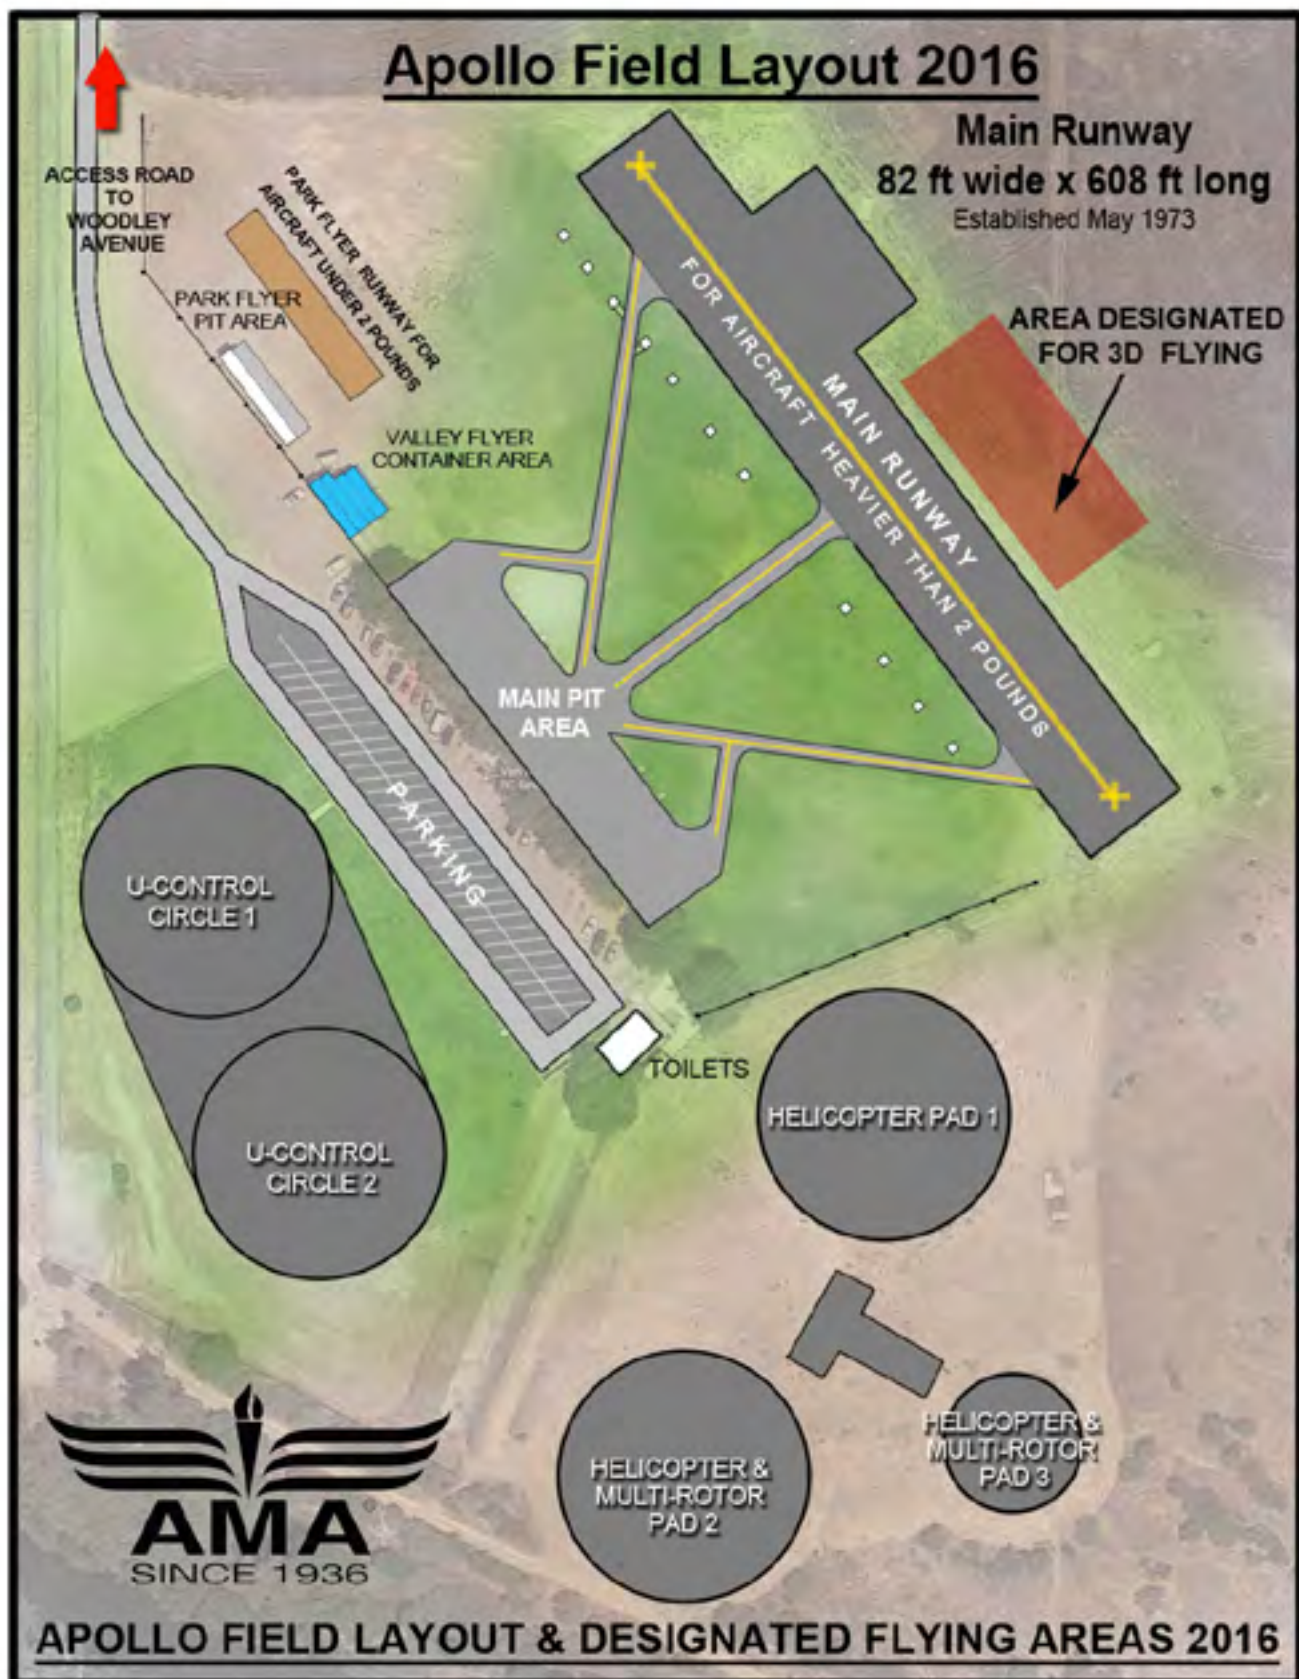 Apollo Field Layout 2016
Main Runway
82 ft wide x 608 ft long
Established May 1973
ACCESS ROAD
TO
WOODLEY
AVENUE
PARK FLYER RUNWAY FOR
AIRCRAFT UNDER 2 POUNDS
PARK FLYER
PIT AREA
VALLEY FLYER
CONTAINER AREA
AREA DESIGNATED
FOR 3D FLYING
MAIN RUNWAY
FOR AIRCRAFT HEAVIER THAN 2 POUNDS
MAIN PIT
AREA
PARKING
U-CONTROL
CIRCLE 1
U-CONTROL
CIRCLE 2
TOILETS
HELICOPTER PAD 1
HELICOPTER &
MULTI-ROTOR
PAD 2
HELICOPTER &
MULTI-ROTOR
PAD 3
AMA
SINCE 1936
APOLLO FIELD LAYOUT & DESIGNATED FLYING AREAS 2016